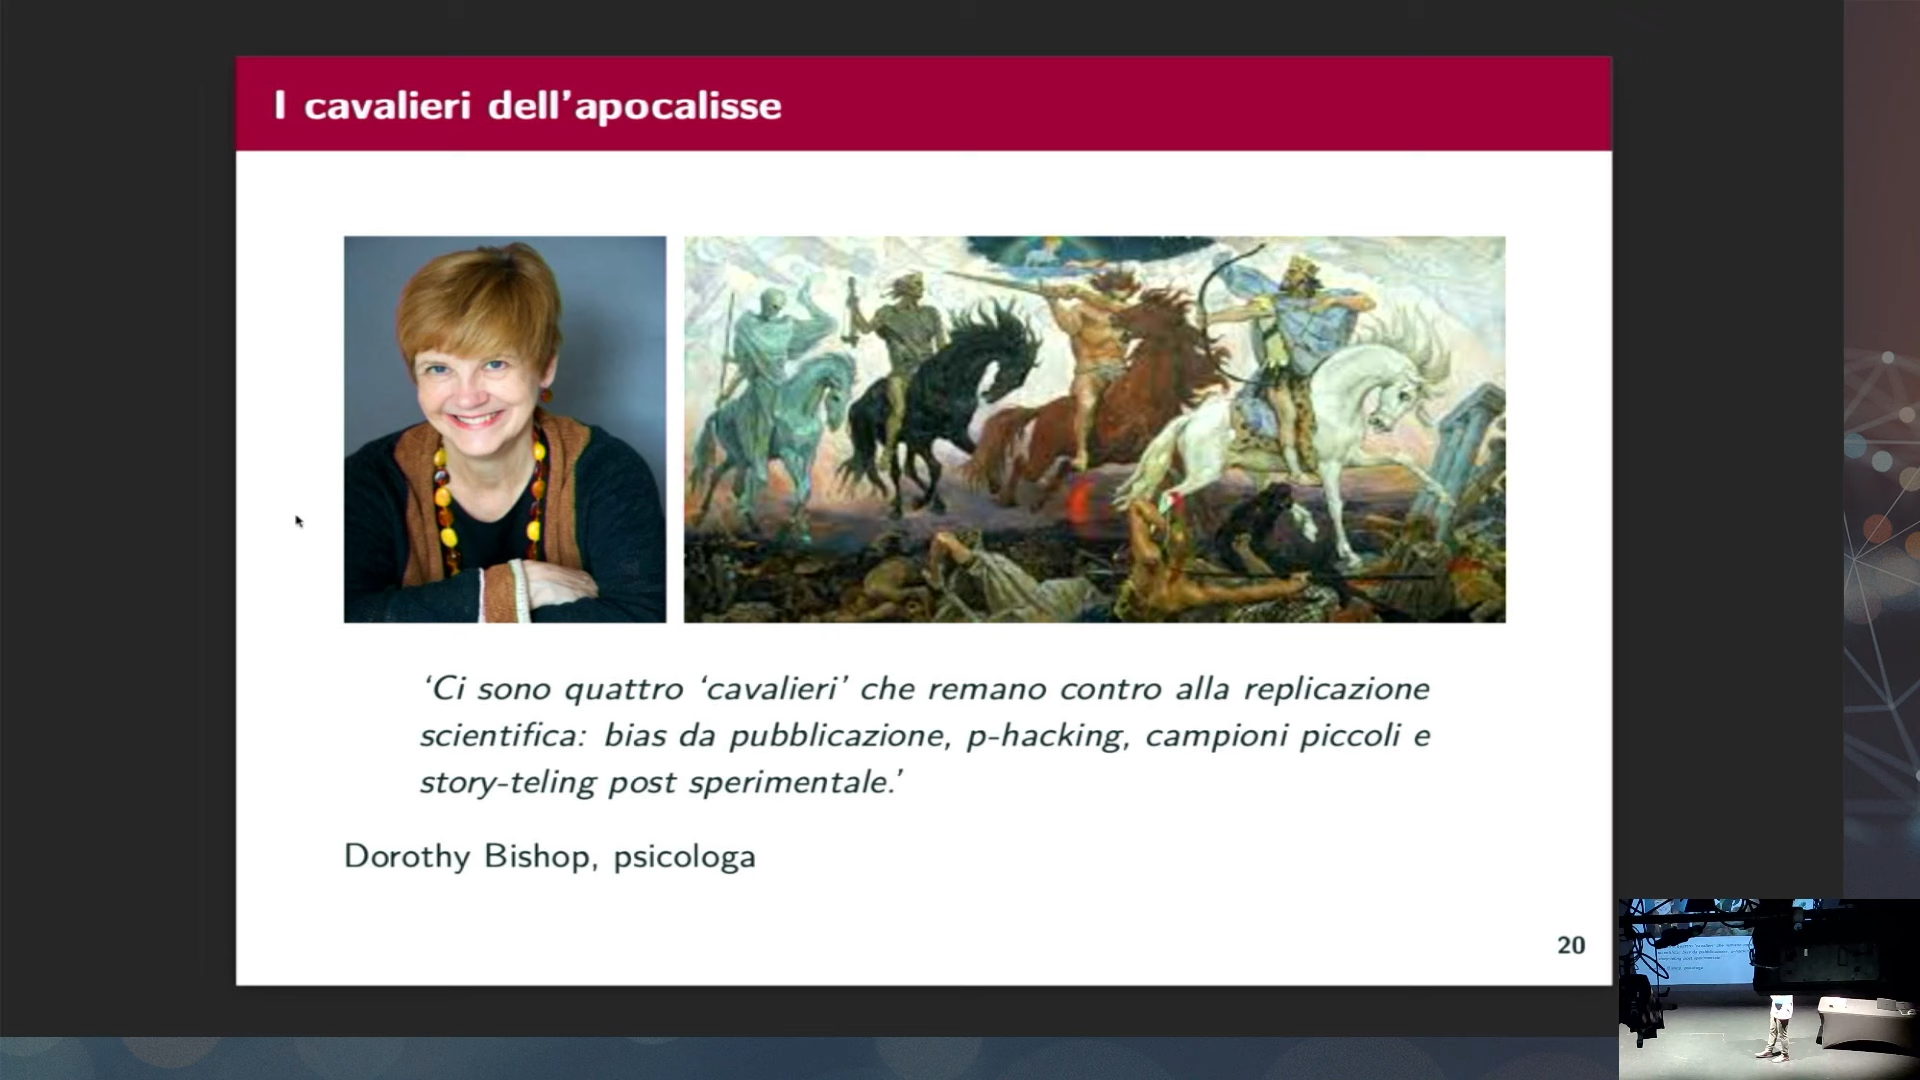 I cavalieri dell'apocalisse
‘Ci sono quattro ‘cavalieri’ che remano contro alla replicazione
scientifica: bias da pubblicazione, p-hacking, campioni piccoli e
story-teling post sperimentale.’
Dorothy Bishop, psicologa
20